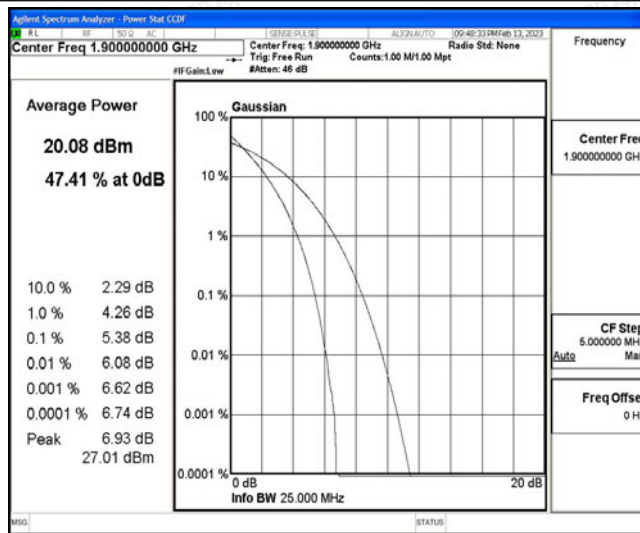 Agilent Spectrum Analyzer - Power Stat CCDF
RL RF 50 Ω AC SENSE:PULSE ALIGN AUTO 09:48:33 PM Feb 13, 2023
Center Freq 1.900000000 GHz
Center Freq: 1.900000000 GHz Radio Std: None
Trig: Free Run Counts:1.00 M/1.00 Mpt
#IFGain:Low #Atten: 46 dB
Frequency
Average Power
20.08 dBm
47.41 % at 0dB
10.0 % 2.29 dB
1.0 % 4.26 dB
0.1 % 5.38 dB
0.01 % 6.08 dB
0.001 % 6.62 dB
0.0001 % 6.74 dB
Peak 6.93 dB
27.01 dBm
Gaussian
100 %
10 %
1 %
0.1 %
0.01 %
0.001 %
0.0001 %
0 dB 20 dB
Info BW 25.000 MHz
Center Fre
1.900000000 GH
CF Step
5.000000 MH
Auto Ma
Freq Offse
0 H
MSG STATUS